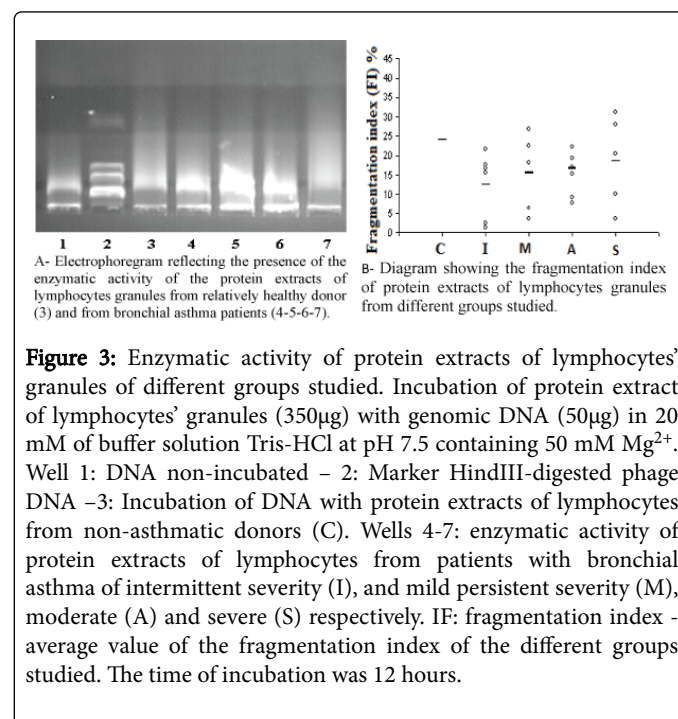 Fragmentation index (FI) %
45
40
35
30
25
20
15
10
5
0
C I M A S
1 2 3 4 5 6 7
A- Electrophoregram reflecting the presence of the
enzymatic activity of the protein extracts of
lymphocytes granules from relatively healthy donor
(3) and from bronchial asthma patients (4-5-6-7).
B- Diagram showing the fragmentation index
of protein extracts of lymphocytes granules
from different groups studied.
Figure 3: Enzymatic activity of protein extracts of lymphocytes’
granules of different groups studied. Incubation of protein extract
of lymphocytes’ granules (350μg) with genomic DNA (50μg) in 20
mM of buffer solution Tris-HCl at pH 7.5 containing 50 mM Mg²⁺.
Well 1: DNA non-incubated – 2: Marker HindIII-digested phage
DNA –3: Incubation of DNA with protein extracts of lymphocytes
from non-asthmatic donors (C). Wells 4-7: enzymatic activity of
protein extracts of lymphocytes from patients with bronchial
asthma of intermittent severity (I), and mild persistent severity (M),
moderate (A) and severe (S) respectively. IF: fragmentation index -
average value of the fragmentation index of the different groups
studied. The time of incubation was 12 hours.